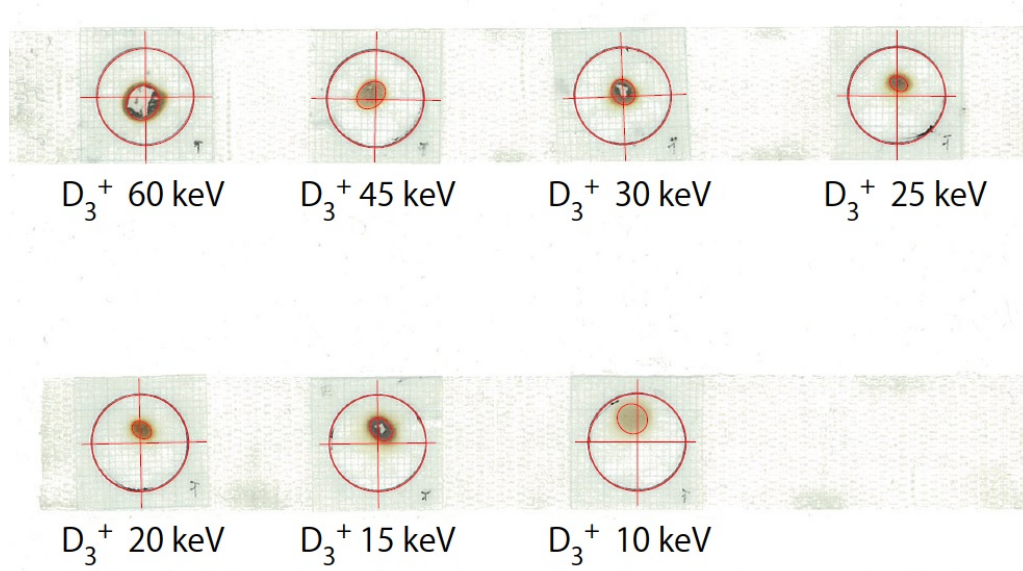 D₃⁺ 60 keV
D₃⁺ 45 keV
D₃⁺ 30 keV
D₃⁺ 25 keV
D₃⁺ 20 keV
D₃⁺ 15 keV
D₃⁺ 10 keV